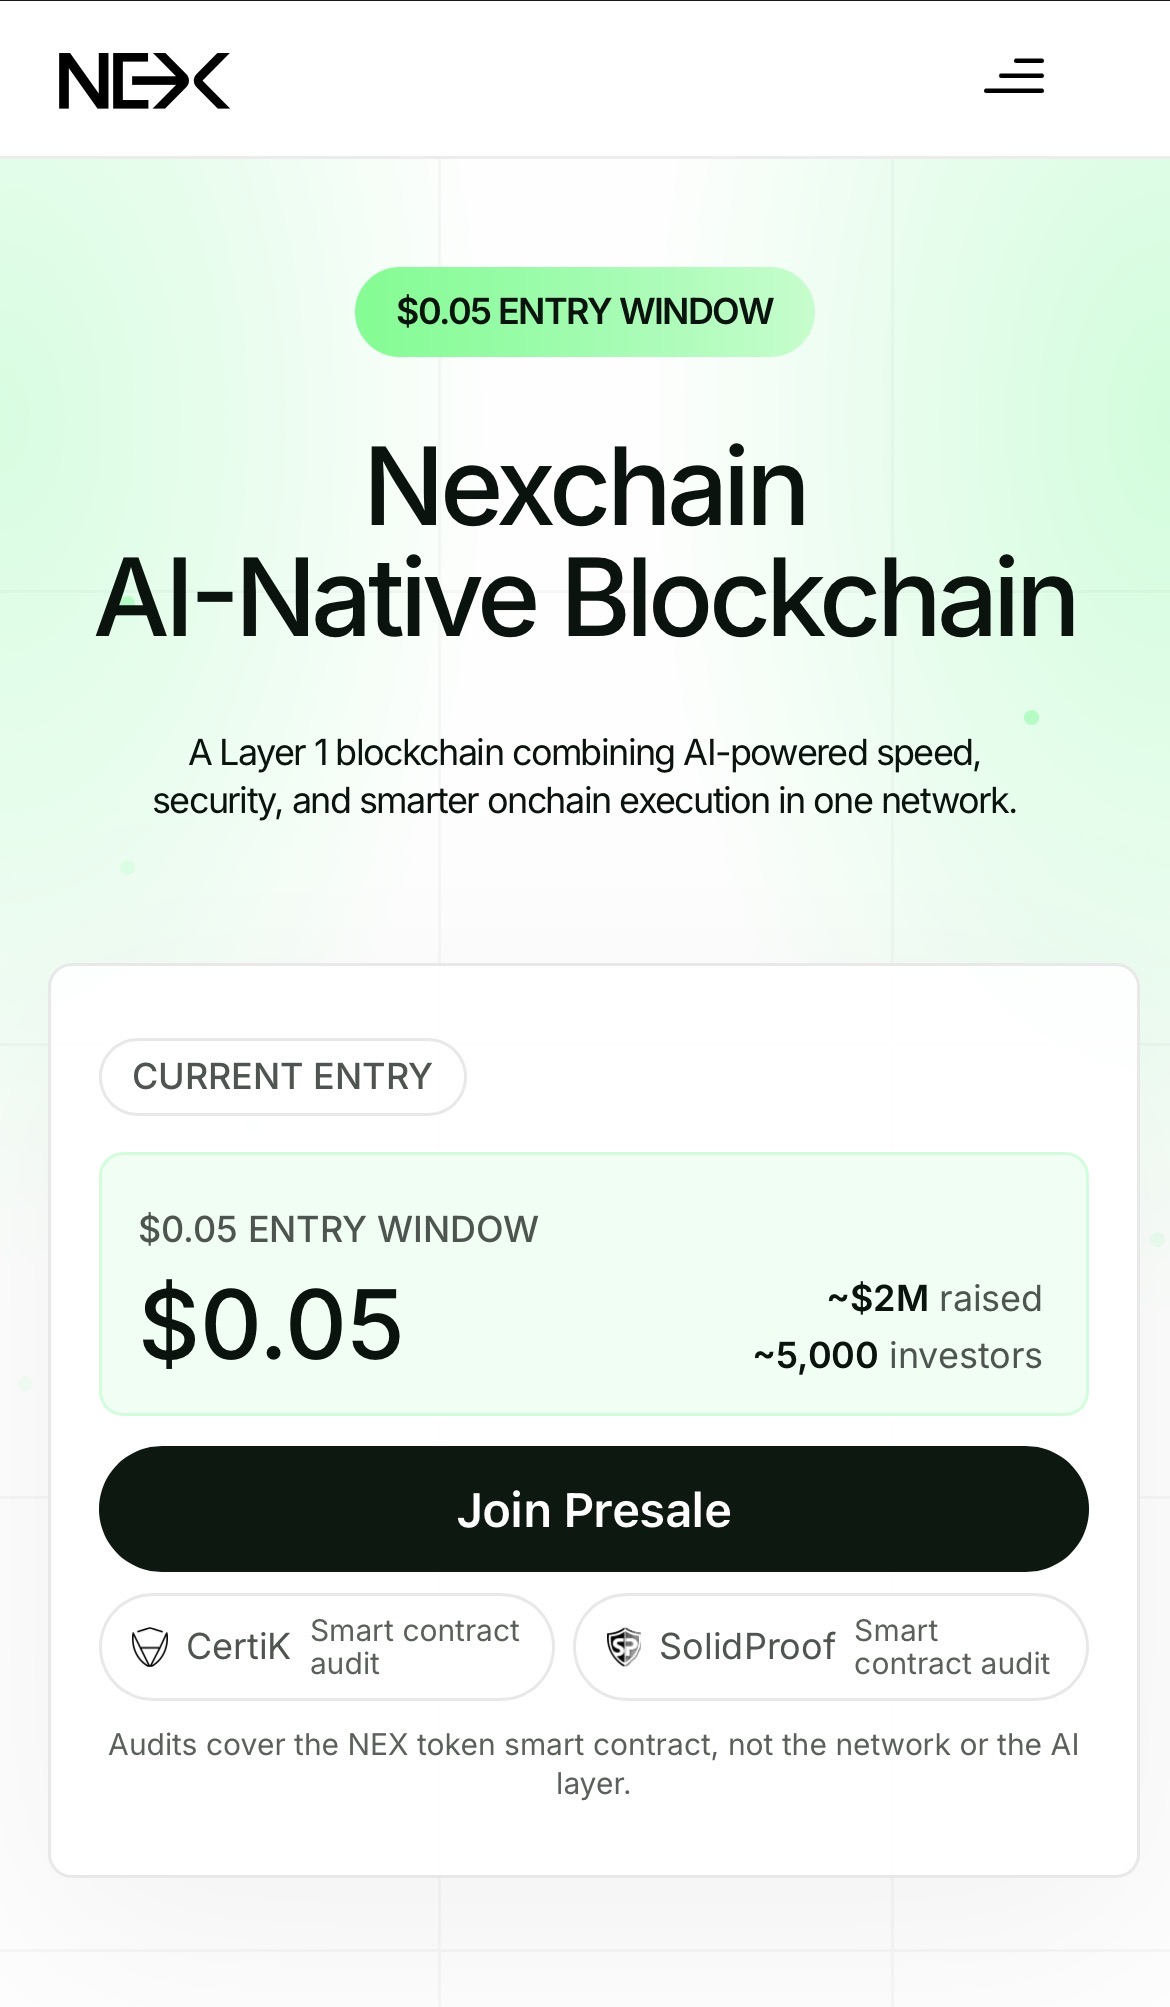 NEX
$0.05 ENTRY WINDOW
Nexchain
AI-Native Blockchain
A Layer 1 blockchain combining AI-powered speed,
security, and smarter onchain execution in one network.
CURRENT ENTRY
$0.05 ENTRY WINDOW
$0.05
~$2M raised
~5,000 investors
Join Presale
CertiK Smart contract
audit
SolidProof Smart
contract audit
Audits cover the NEX token smart contract, not the network or the AI
layer.